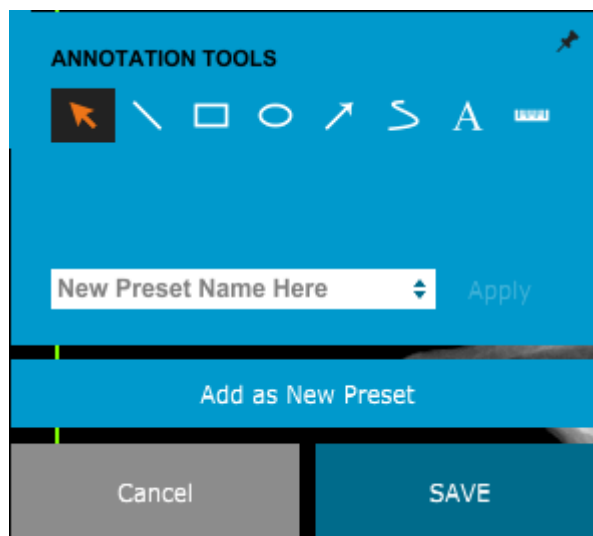 ANNOTATION TOOLS
A
New Preset Name Here
Apply
Add as New Preset
Cancel
SAVE